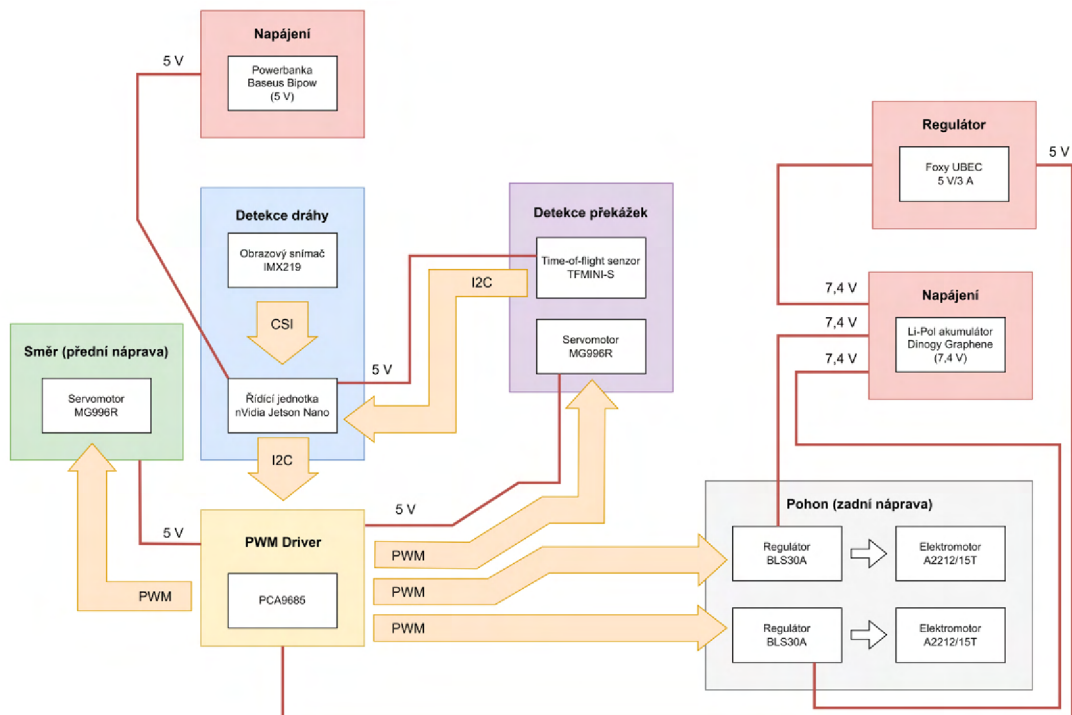 Napájení
5 V
Powerbanka
Baseus Bipow
(5 V)
Regulátor
5 V
Foxy UBEC
5 V/3 A
Detekce dráhy
Obrazový snímač
IMX219
CSI
Řídící jednotka
nVidia Jetson Nano
I2C
Detekce překážek
Time-of-flight senzor
TFMINI-S
I2C
Servomotor
MG996R
5 V
7,4 V
7,4 V
7,4 V
Napájení
Li-Pol akumulátor
Dinogy Graphene
(7,4 V)
Směr (přední náprava)
Servomotor
MG996R
5 V
PWM
PWM Driver
PCA9685
5 V
PWM
PWM
PWM
Pohon (zadní náprava)
Regulátor
BLS30A
Elektromotor
A2212/15T
Regulátor
BLS30A
Elektromotor
A2212/15T